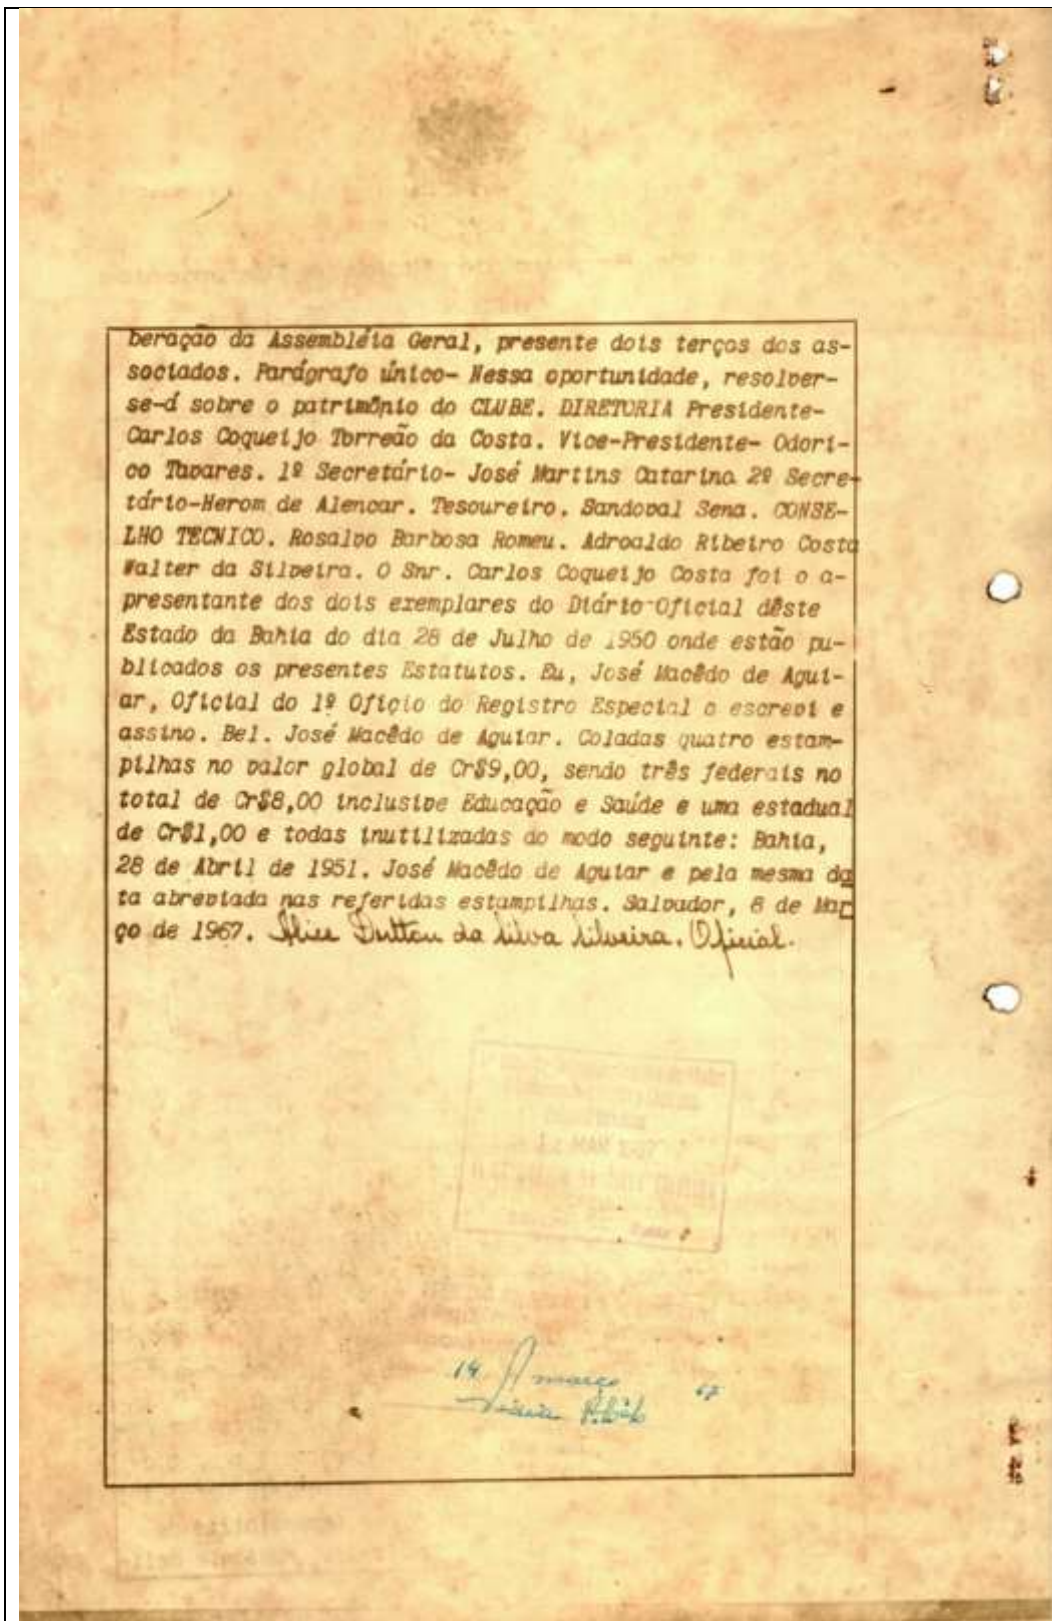 beração da Assembléia Geral, presente dois terços dos as-
sociados. Parágrafo único- Nessa oportunidade, resolver-
se-á sobre o patrimônio do CLUBE. DIRETORIA Presidente-
Carlos Coqueijo Torreão da Costa. Vice-Presidente- Odori-
co Tavares. 1º Secretário- José Martins Catarino 2º Secre-
tário-Herom de Alencar. Tesoureiro. Sandoval Sena. CONSE-
LHO TECNICO. Rosalvo Barbosa Romeu. Adroaldo Ribeiro Costa
Walter da Silveira. O Snr. Carlos Coqueijo Costa foi o a-
presentante dos dois exemplares do Diário Oficial dêste
Estado da Bahia do dia 28 de Julho de 1950 onde estão pu-
blicados os presentes Estatutos. Eu, José Macêdo de Agui-
ar, Oficial do 1º Ofiçio do Registro Especial o escrevi e
assino. Bel. José Macêdo de Aguiar. Coladas quatro estam-
pilhas no valor global de Cr$9,00, sendo três federais no
total de Cr$8,00 inclusive Educação e Saúde e uma estadual
de Cr$1,00 e todas inutilizadas do modo seguinte: Bahia,
28 de Abril de 1951. José Macêdo de Aguiar e pela mesma da
ta abreviada nas referidas estampilhas. Salvador, 8 de Mar
ço de 1967. Alice Dutton da Silva Silveira. Oficial.
14 março 67